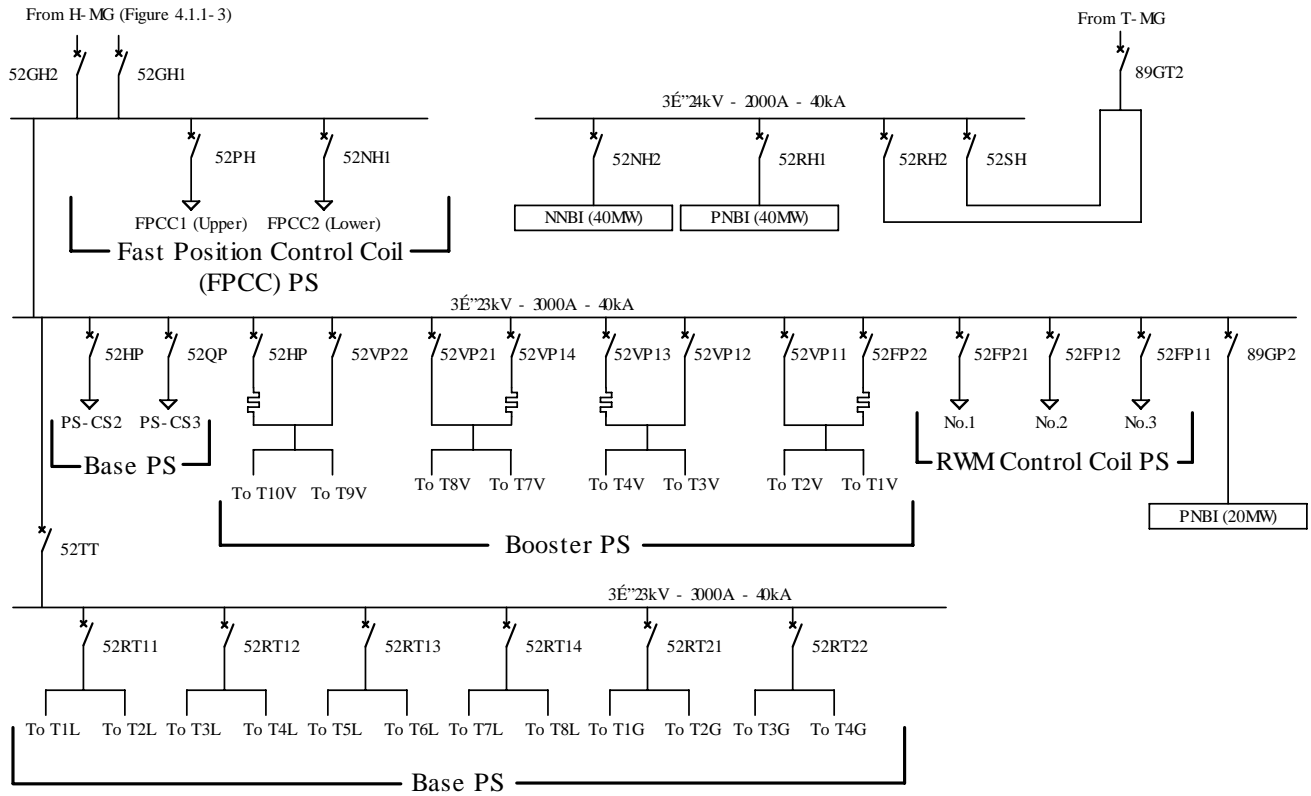 From H-MG (Figure 4.1.1-3)
From T-MG
52GH2
52GH1
89GT2
3É”24kV - 2000A - 40kA
52PH
52NH1
52NH2
52RH1
52RH2
52SH
FPCC1 (Upper)
FPCC2 (Lower)
NNBI (40MW)
PNBI (40MW)
Fast Position Control Coil
(FPCC) PS
3É”23kV - 3000A - 40kA
52HP
52QP
52HP
52VP22
52VP21
52VP14
52VP13
52VP12
52VP11
52FP22
52FP21
52FP12
52FP11
89GP2
PS-CS2
PS-CS3
No.1
No.2
No.3
Base PS
RWM Control Coil PS
To T10V
To T9V
To T8V
To T7V
To T4V
To T3V
To T2V
To T1V
PNBI (20MW)
Booster PS
52TT
3É”23kV - 3000A - 40kA
52RT11
52RT12
52RT13
52RT14
52RT21
52RT22
To T1L
To T2L
To T3L
To T4L
To T5L
To T6L
To T7L
To T8L
To T1G
To T2G
To T3G
To T4G
Base PS